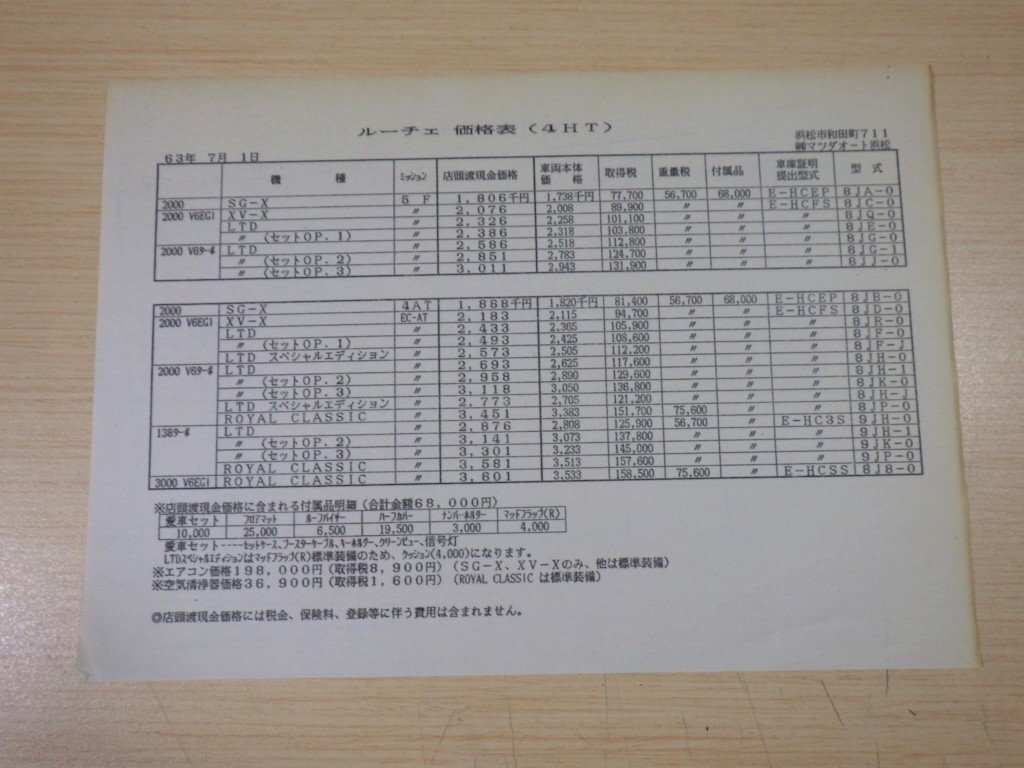 ルーチェ 価格表(4HT)
浜松市和田町711
㈱マツダオート浜松
63年 7月 1日
機 種 ミッション 店頭渡現金価格 車両本体価格 取得税 重量税 付属品 車庫証明提出型式 型式
2000 SG-X 5F 1,806千円 1,738千円 77,700 56,700 68,000 E-HCEP 8JA-0
2000 V6EGI XV-X 〃 2,076 2,008 89,900 〃 〃 E-HCFS 8JC-0
LTD 〃 2,326 2,258 101,100 〃 〃 〃 8JQ-0
〃 (セットOP.1) 〃 2,386 2,318 103,800 〃 〃 〃 8JE-0
2000 V6ターボ LTD 〃 2,586 2,518 112,800 〃 〃 〃 8JG-0
〃 (セットOP.2) 〃 2,851 2,783 124,700 〃 〃 〃 8JG-1
〃 (セットOP.3) 〃 3,011 2,943 131,900 〃 〃 〃 8JJ-0
2000 SG-X 4AT 1,888千円 1,820千円 81,400 56,700 68,000 E-HCEP 8JB-0
2000 V6EGI XV-X EC-AT 2,183 2,115 94,700 〃 〃 E-HCFS 8JD-0
LTD 〃 2,433 2,365 105,900 〃 〃 〃 8JR-0
〃 (セットOP.1) 〃 2,493 2,425 108,600 〃 〃 〃 8JF-0
LTD スペシャルエディション 〃 2,573 2,505 112,200 〃 〃 〃 8JF-J
2000 V6ターボ LTD 〃 2,693 2,625 117,600 〃 〃 〃 8JH-0
〃 (セットOP.2) 〃 2,958 2,890 129,600 〃 〃 〃 8JH-1
〃 (セットOP.3) 〃 3,118 3,050 136,800 〃 〃 〃 8JK-0
LTD スペシャルエディション 〃 2,773 2,705 121,200 〃 〃 〃 8JH-J
ROYAL CLASSIC 〃 3,451 3,383 151,700 75,600 〃 〃 8JP-0
13Bターボ LTD 〃 2,876 2,808 125,900 56,700 〃 E-HC3S 9JH-0
〃 (セットOP.2) 〃 3,141 3,073 137,800 〃 〃 〃 9JH-1
〃 (セットOP.3) 〃 3,301 3,233 145,000 〃 〃 〃 9JK-0
ROYAL CLASSIC 〃 3,581 3,513 157,600 〃 〃 〃 9JP-0
3000 V6EGI ROYAL CLASSIC 〃 3,601 3,533 158,500 75,600 〃 E-HCSS 8J8-0
※店頭渡現金価格に含まれる付属品明細(合計金額68,000円)
愛車セット フロアマット ルーフバイザー ハーフカバー ナンバーホルダー マッドフラップ(R)
10,000 25,000 6,500 19,500 3,000 4,000
愛車セット----セットケース、ブースターケーブル、キーホルダー、クリーンビュー、信号灯
LTDスペシャルエディションはマッドフラップ(R)標準装備のため、クッション(4,000)になります。
※エアコン価格198,000円(取得税8,900円)(SG-X、XV-Xのみ、他は標準装備)
※空気清浄器価格36,900円(取得税1,600円)(ROYAL CLASSIC は標準装備)
◎店頭渡現金価格には税金、保険料、登録等に伴う費用は含まれません。